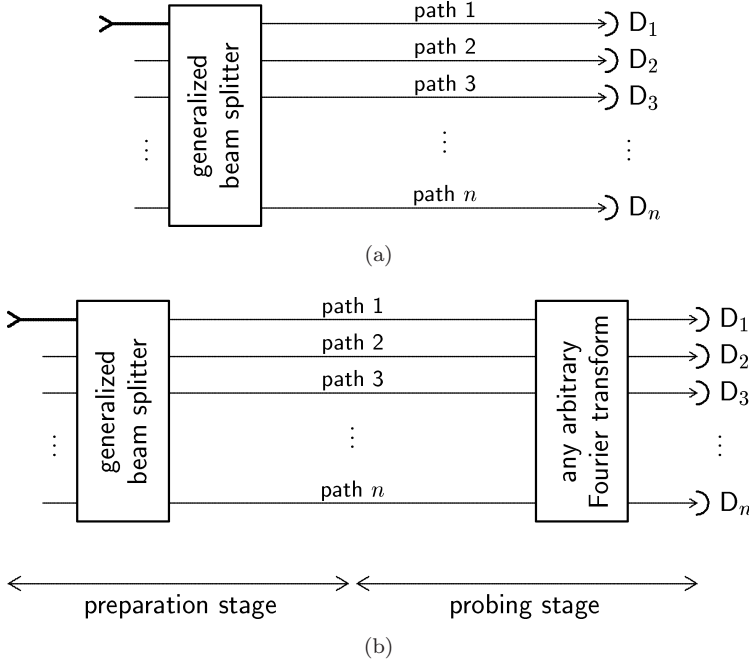 path 1
D₁
path 2
D₂
path 3
D₃
generalized
beam splitter
⋮ ⋮ ⋮
path n
Dₙ
(a)
path 1
D₁
path 2
D₂
path 3
D₃
generalized
beam splitter
any arbitrary
Fourier transform
⋮ ⋮ ⋮
path n
Dₙ
preparation stage
probing stage
(b)